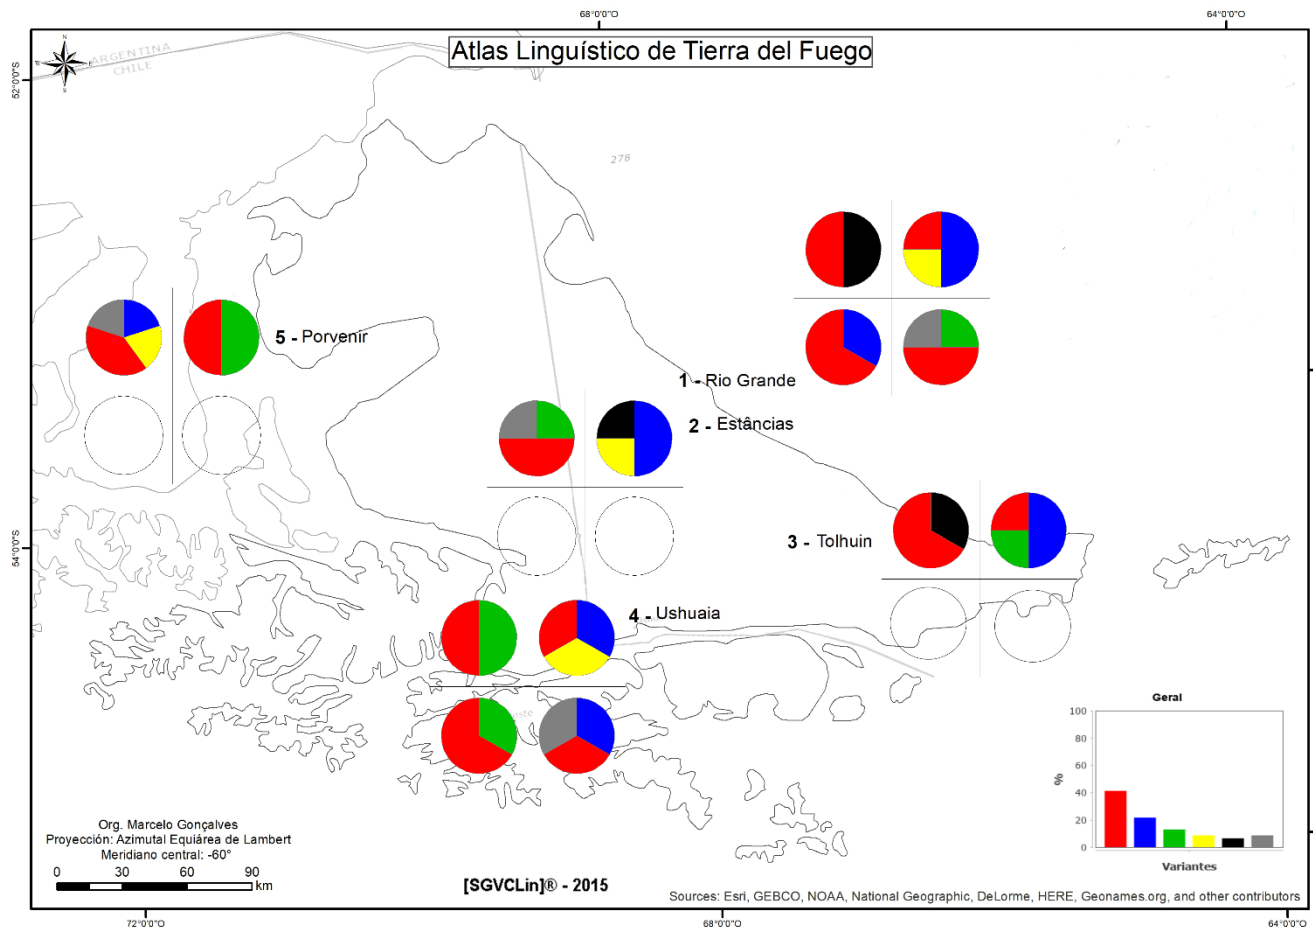 68°0'0"O
64°0'0"O
Atlas Linguístico de Tierra del Fuego
ARGENTINA
CHILE
52°0'0"S
278
5 - Porvenir
1 - Rio Grande
2 - Estâncias
3 - Tolhuin
54°0'0"S
4 - Ushuaia
Geral
100
80
60
40
20
0
%
Variantes
Org. Marcelo Gonçalves
Proyección: Azimutal Equiárea de Lambert
Meridiano central: -60°
0 30 60 90
km
[SGVCLin]® - 2015
Sources: Esri, GEBCO, NOAA, National Geographic, DeLorme, HERE, Geonames.org, and other contributors
72°0'0"O
68°0'0"O
64°0'0"O